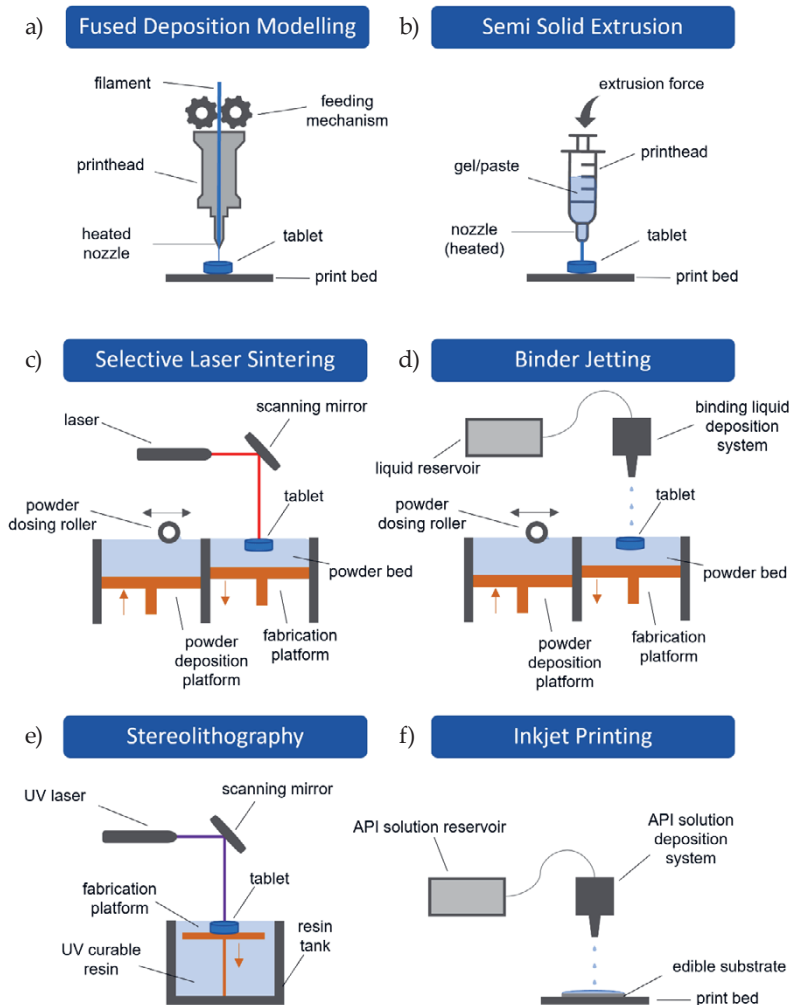 a)
Fused Deposition Modelling
filament
feeding
mechanism
printhead
heated
nozzle
tablet
print bed
b)
Semi Solid Extrusion
extrusion force
printhead
gel/paste
nozzle
(heated)
tablet
print bed
c)
Selective Laser Sintering
scanning mirror
laser
tablet
powder
dosing roller
powder bed
powder
deposition
platform
fabrication
platform
d)
Binder Jetting
binding liquid
deposition
system
liquid reservoir
tablet
powder
dosing roller
powder bed
powder
deposition
platform
fabrication
platform
e)
Stereolithography
UV laser
scanning mirror
tablet
fabrication
platform
resin
tank
UV curable
resin
f)
Inkjet Printing
API solution reservoir
API solution
deposition
system
edible substrate
print bed